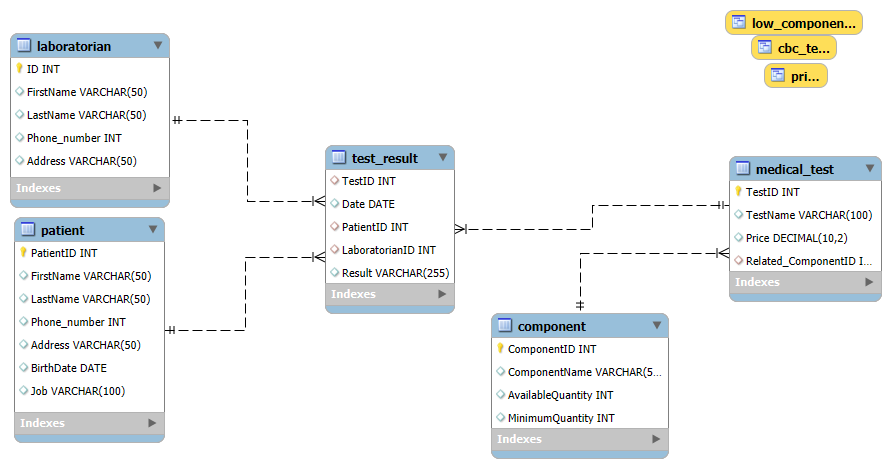 low_componen...
cbc_te...
pri...
laboratorian
ID INT
FirstName VARCHAR(50)
LastName VARCHAR(50)
Phone_number INT
Address VARCHAR(50)
Indexes
patient
PatientID INT
FirstName VARCHAR(50)
LastName VARCHAR(50)
Phone_number INT
Address VARCHAR(50)
BirthDate DATE
Job VARCHAR(100)
Indexes
test_result
TestID INT
Date DATE
PatientID INT
LaboratorianID INT
Result VARCHAR(255)
Indexes
medical_test
TestID INT
TestName VARCHAR(100)
Price DECIMAL(10,2)
Related_ComponentID I...
Indexes
component
ComponentID INT
ComponentName VARCHAR(5...
AvailableQuantity INT
MinimumQuantity INT
Indexes